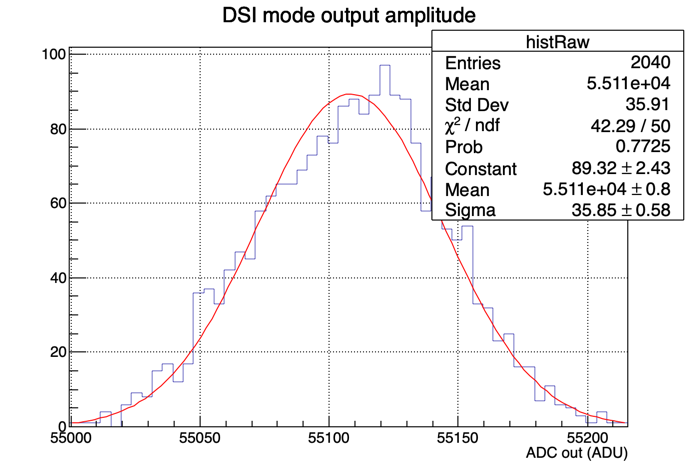 DSI mode output amplitude
histRaw
Entries 2040
Mean 5.511e+04
Std Dev 35.91
χ² / ndf 42.29 / 50
Prob 0.7725
Constant 89.32 ± 2.43
Mean 5.511e+04 ± 0.8
Sigma 35.85 ± 0.58
100
80
60
40
20
0
55000 55050 55100 55150 55200
ADC out (ADU)